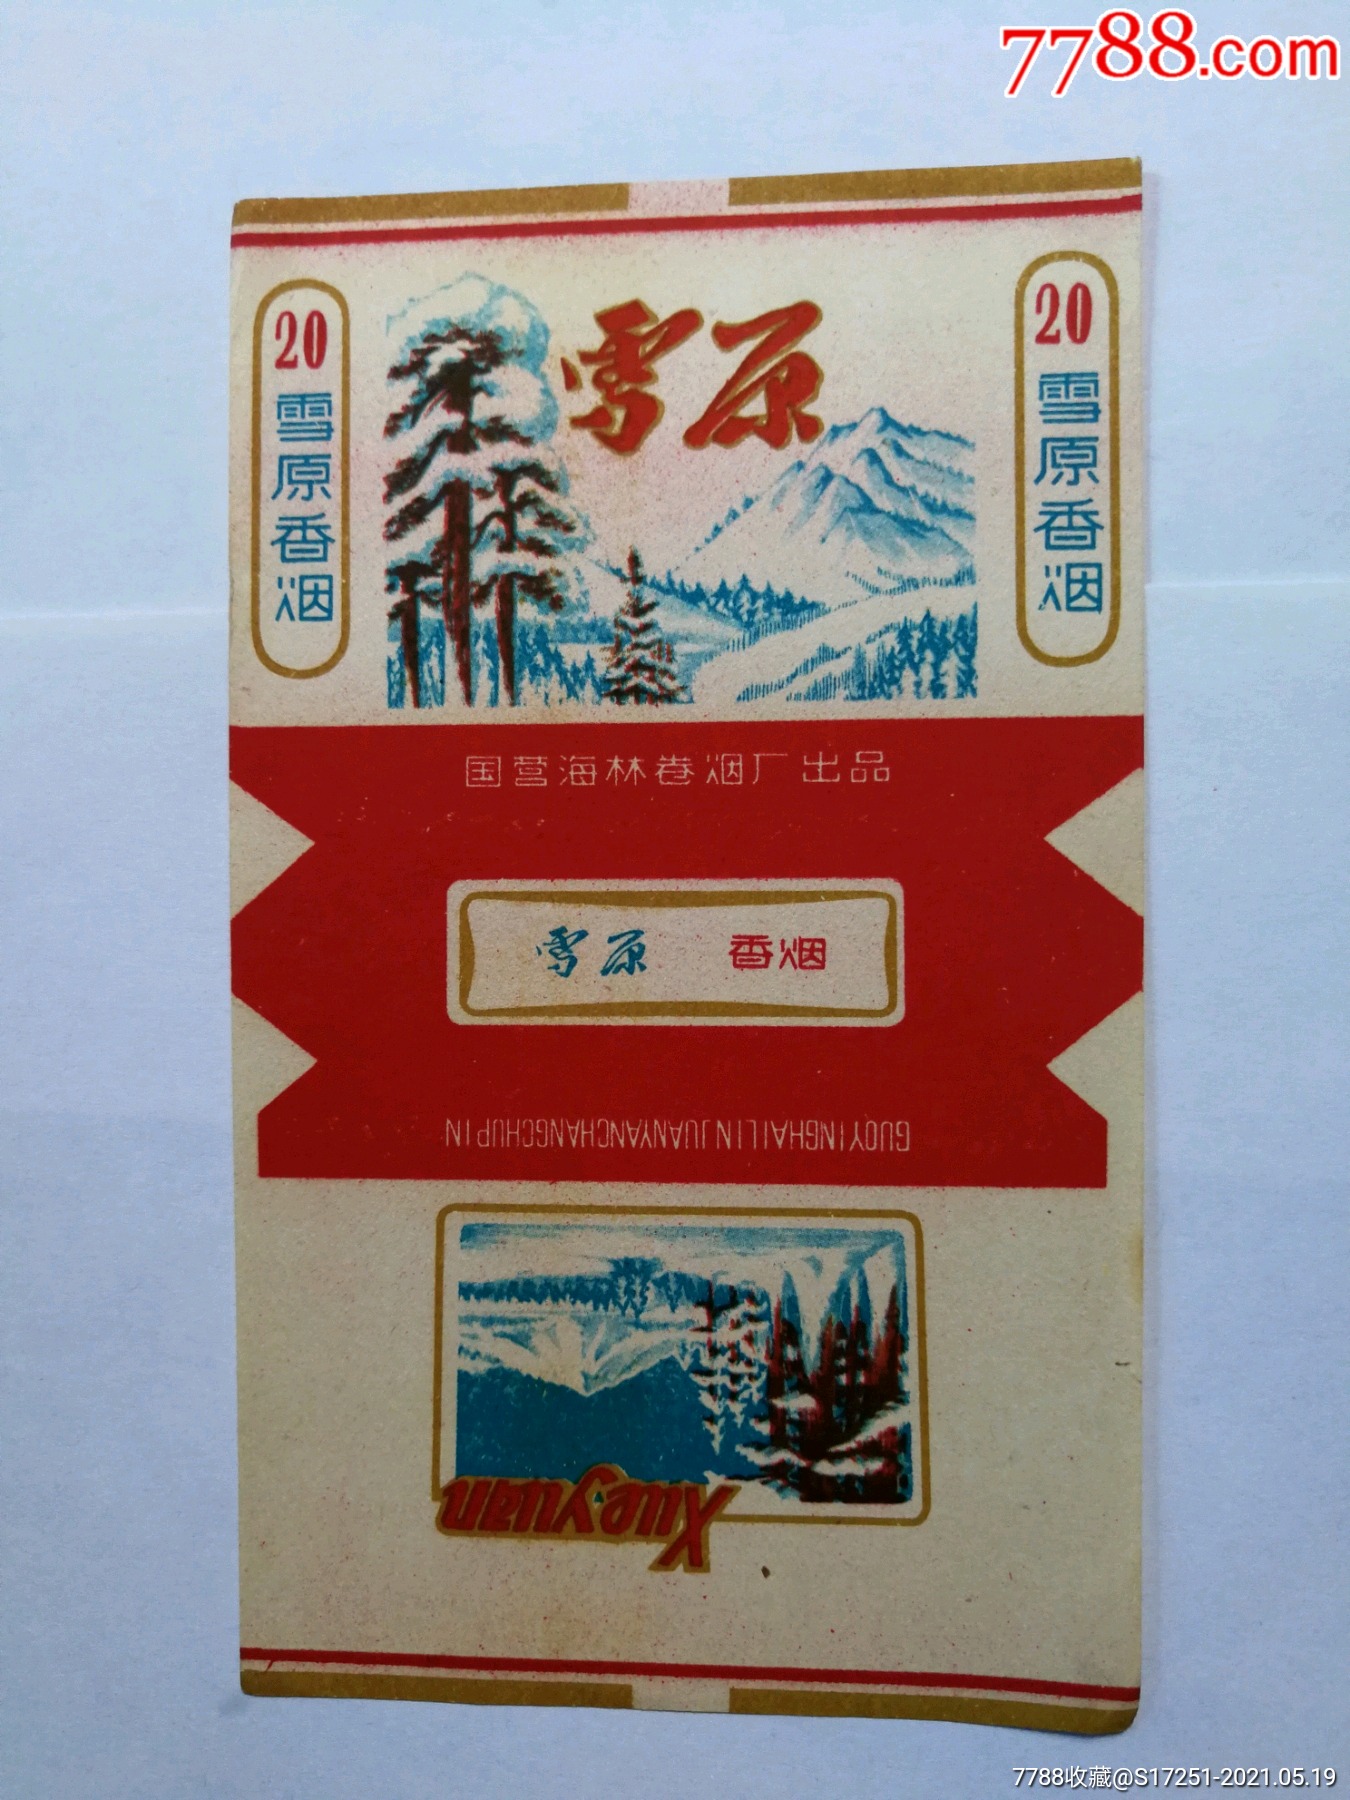 7788.com
20
雪原香烟
雪原
20
雪原香烟
国营海林卷烟厂出品
雪原 香烟
GUOYINGHAILINJUANYANCHANGCHUPIN
Xueyuan
7788收藏@S17251-2021.05.19